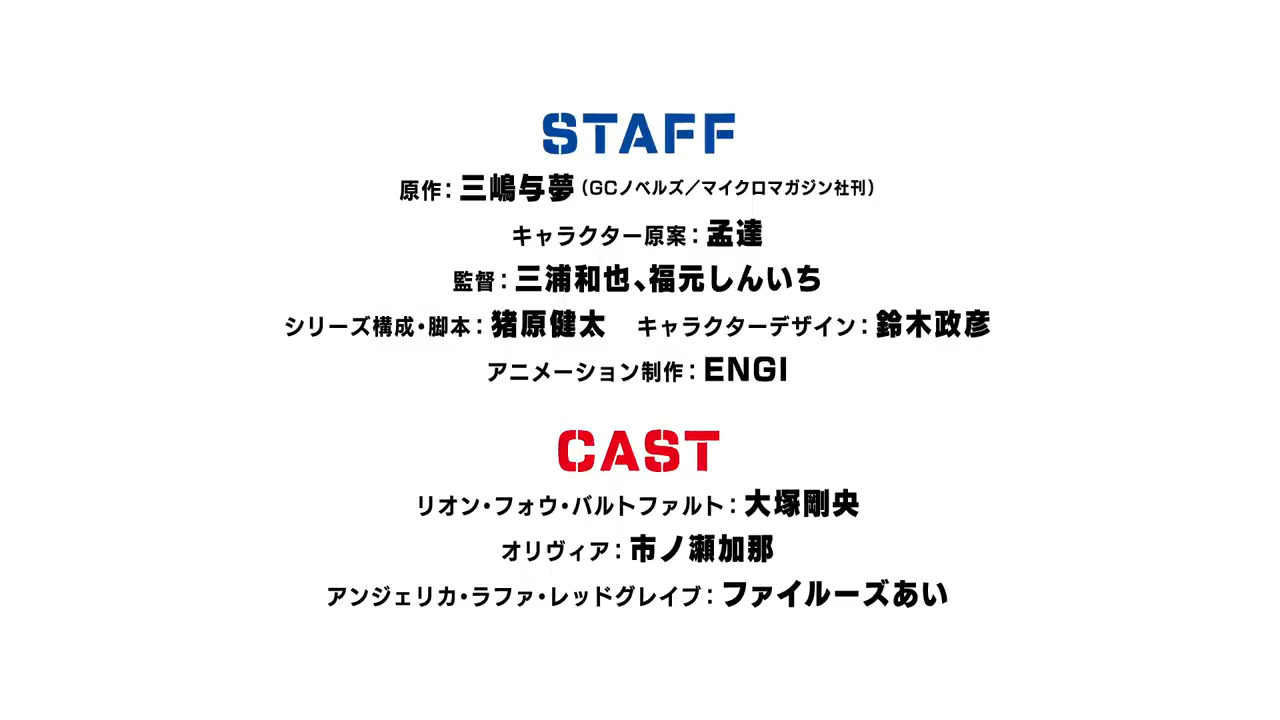 STAFF
原作：三嶋与夢（GCノベルズ／マイクロマガジン社刊）
キャラクター原案：孟達
監督：三浦和也、福元しんいち
シリーズ構成・脚本：猪原健太　キャラクターデザイン：鈴木政彦
アニメーション制作：ENGI
CAST
リオン・フォウ・バルトファルト：大塚剛央
オリヴィア：市ノ瀬加那
アンジェリカ・ラファ・レッドグレイブ：ファイルーズあい